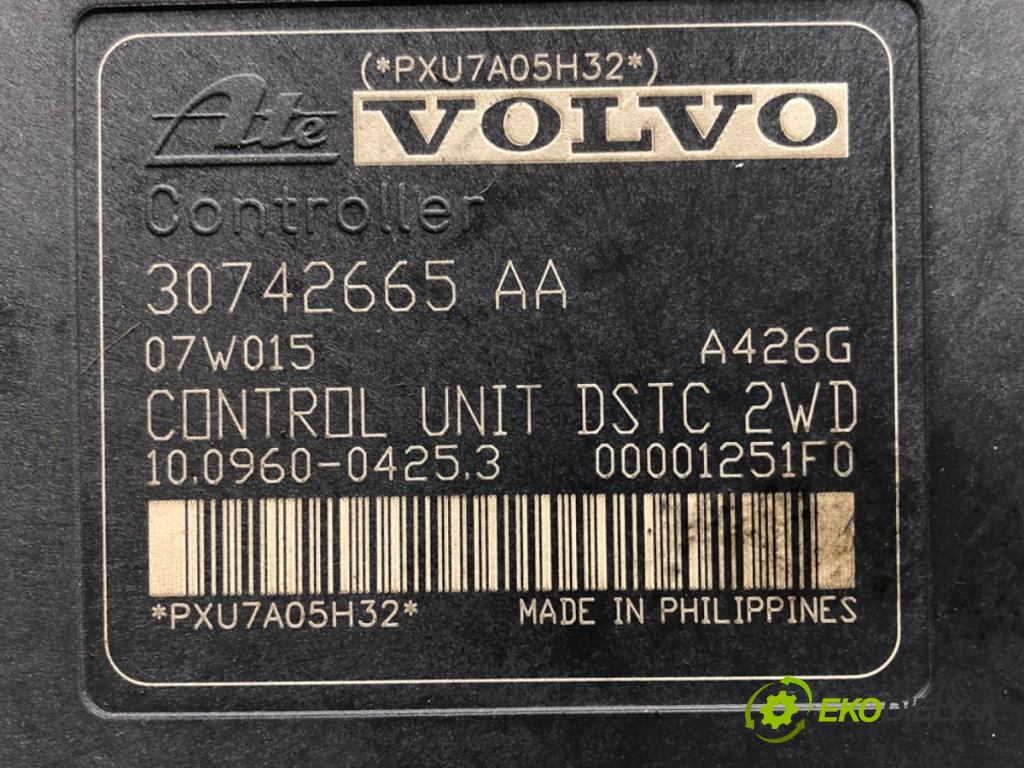 (*PXU7A05H32*)
Ate VOLVO
Controller
30742665 AA
07W015 A426G
CONTROL UNIT DSTC 2WD
10.0960-0425.3 00001251F0
*PXU7A05H32* MADE IN PHILIPPINES
EKODIELY.SK